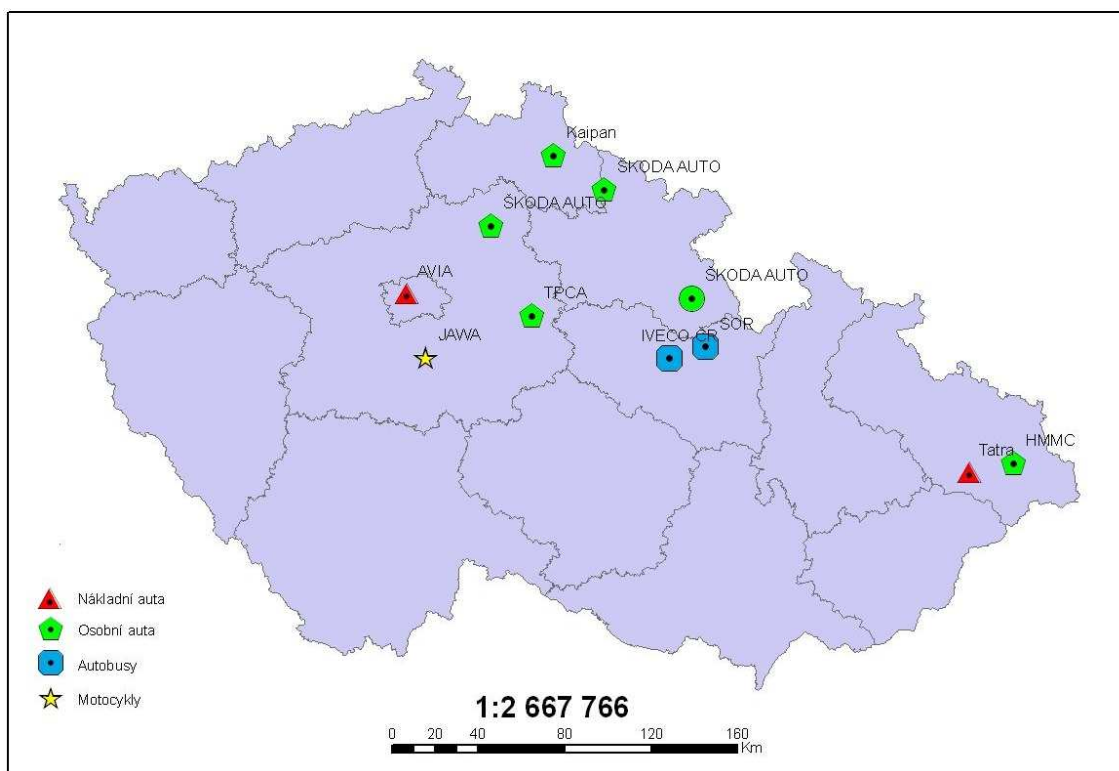 Kaipan
ŠKODA AUTO
ŠKODA AUTO
AVIA
ŠKODA AUTO
TPCA
SOR
JAWA
IVECO ČR
HMMC
Tatra
Nákladní auta
Osobní auta
Autobusy
Motocykly
1:2 667 766
0 20 40 80 120 160
Km